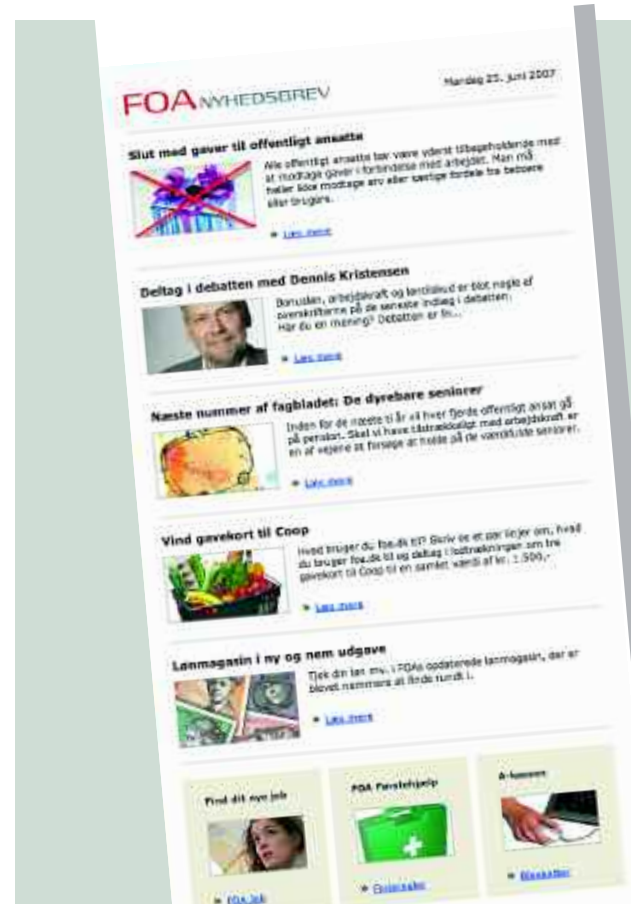 FOA NYHEDSBREV
Mandag 25. juni 2007
Slut med gaver til offentligt ansatte
Alle offentligt ansatte bør være yderst tilbageholdende med
at modtage gaver i forbindelse med arbejdet. Man må
heller ikke modtage arv eller særlige fordele fra beboere
eller brugere.
» Læs mere
Deltag i debatten med Dennis Kristensen
Bonusløn, arbejdskraft og løntilskud er blot nogle af
overskrifterne på de seneste indlæg i debatten.
Har du en mening? Debatten er
» Læs mere
Næste nummer af fagbladet: De dyrebare seniorer
Inden for de næste ti år vil hver fjerde offentligt ansat gå
på pension. Skal vi have tilstrækkeligt med arbejdskraft er
en af vejene at forsøge at holde på de værdifulde seniorer.
» Læs mere
Vind gavekort til Coop
Hvad bruger du foa.dk til? Skriv os et par linjer om, hvad
du bruger foa.dk til og deltag i lodtrækningen om tre
gavekort til Coop til en samlet værdi af kr. 1.500,-
» Læs mere
Lønmagasin i ny og nem udgave
Tjek din løn mv. i FOAs opdaterede lønmagasin, der er
blevet nemmere at finde rundt i.
» Læs mere
Find dit nye job
» FOA Job
FOA Førstehjælp
»
A-kassen
» Blanketter